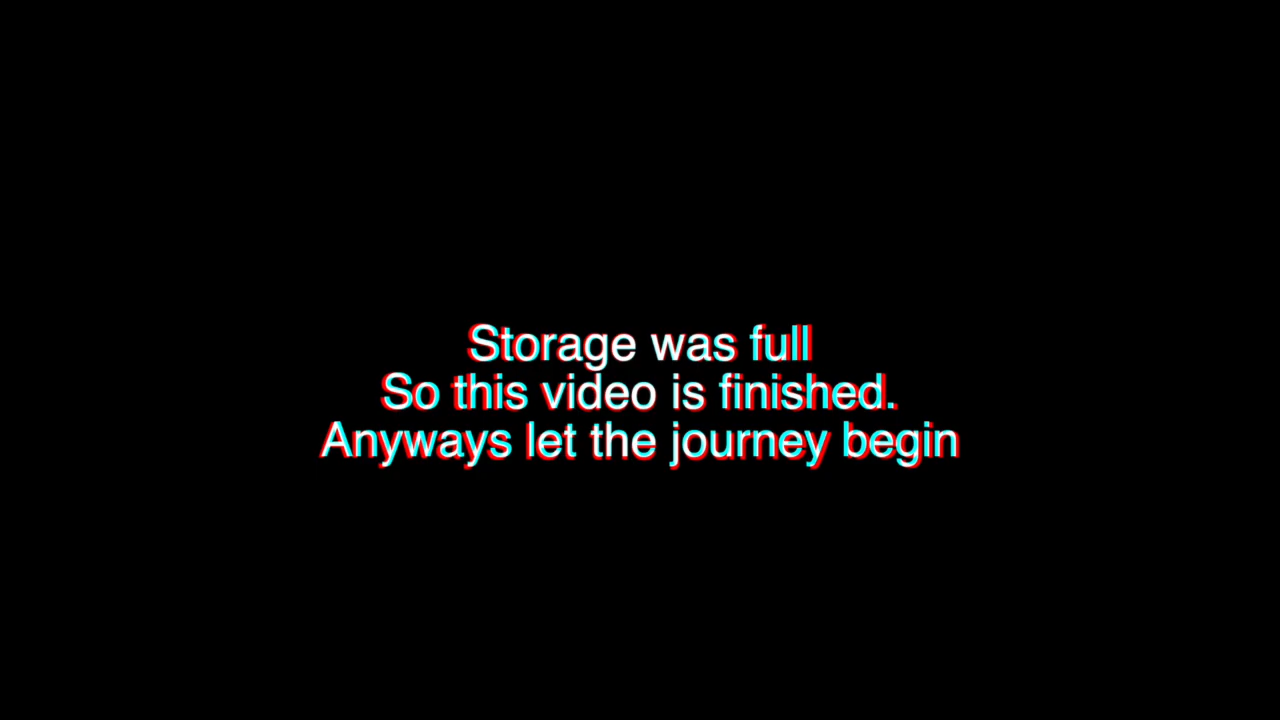 Storage was full
So this video is finished.
Anyways let the journey begin